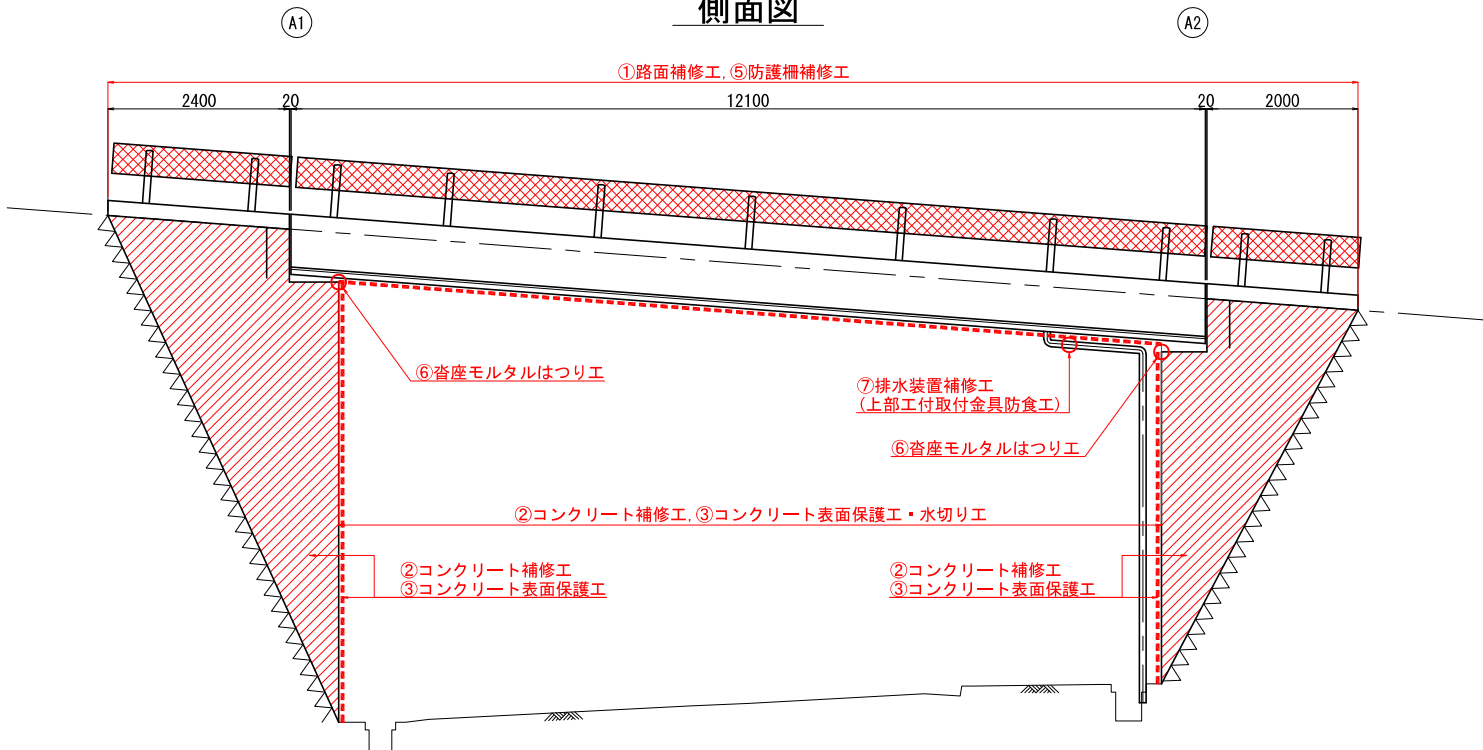 側面図
A1
A2
①路面補修工, ⑤防護柵補修工
2400
20
12100
20
2000
⑥沓座モルタルはつり工
⑦排水装置補修工
(上部工付取付金具防食工)
⑥沓座モルタルはつり工
②コンクリート補修工, ③コンクリート表面保護工・水切り工
②コンクリート補修工
③コンクリート表面保護工
②コンクリート補修工
③コンクリート表面保護工